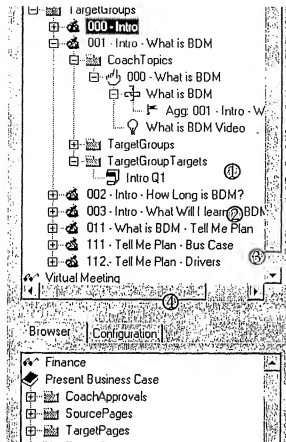 TargetGroups
000 - Intro
001 - Intro - What is BDM
CoachTopics
000 - What is BDM
What is BDM
Agg: 001 - Intro - W
What is BDM Video
TargetGroups
TargetGroupTargets
Intro Q1
①
002 - Intro - How Long is BDM?
003 - Intro - What Will I learn ② BDM
011 - What is BDM - Tell Me Plan
111 - Tell Me Plan - Bus Case
112 - Tell Me Plan - Drivers
③
Virtual Meeting
④
Browser Configuration
Finance
Present Business Case
CoachApprovals
SourcePages
TargetPages